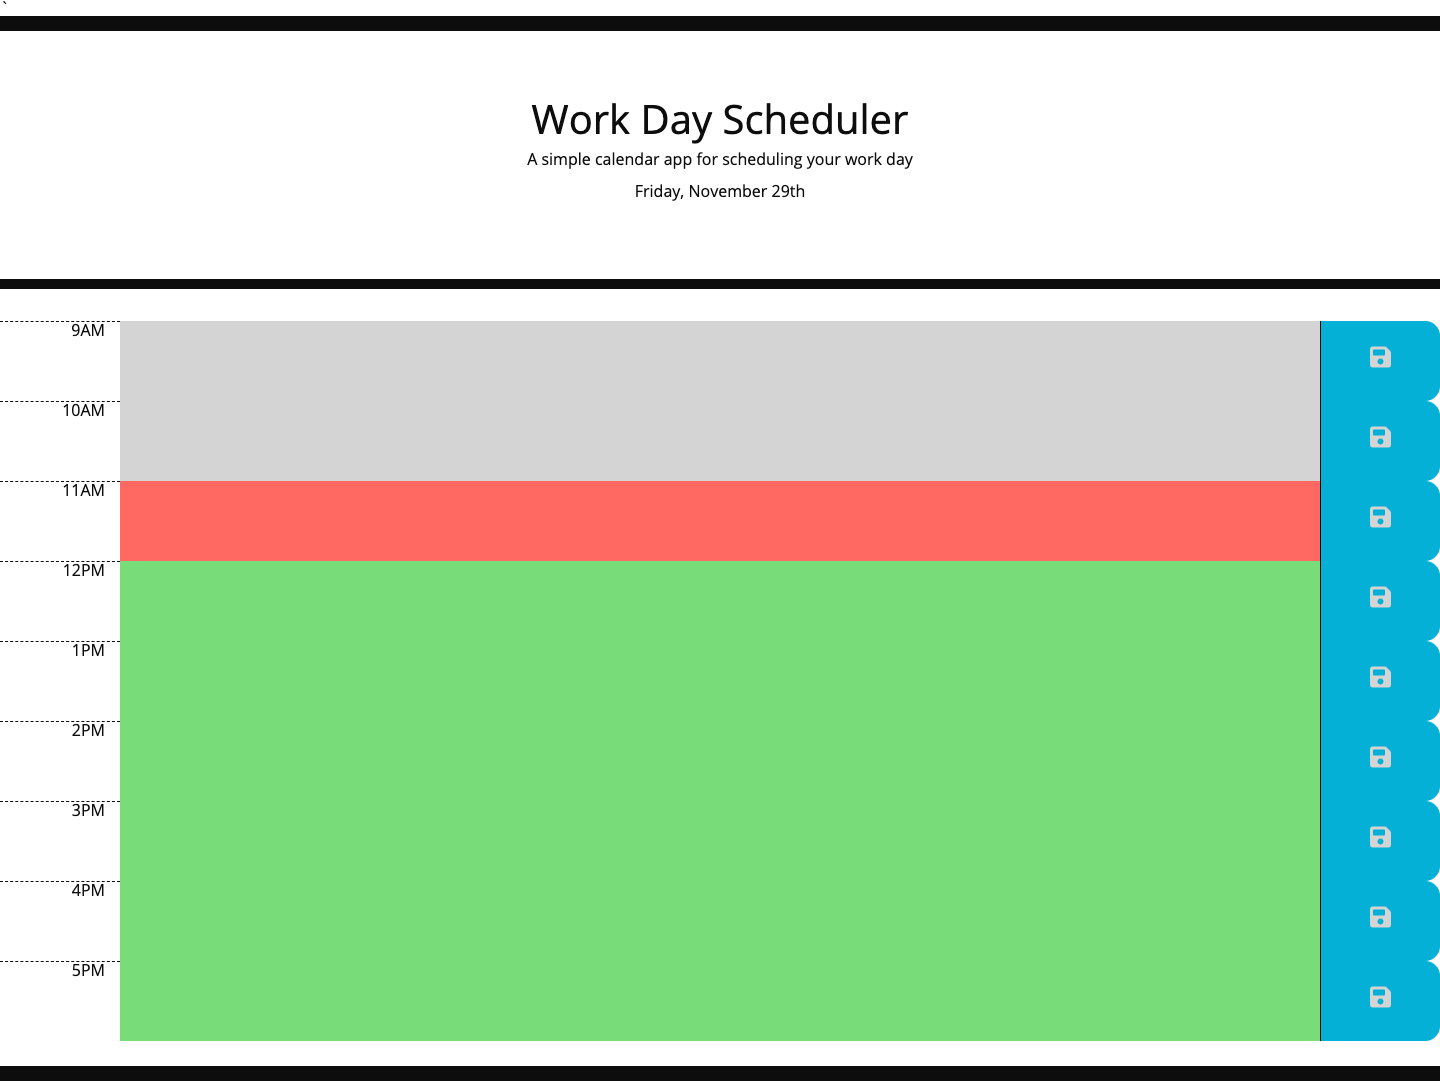 `
Work Day Scheduler
A simple calendar app for scheduling your work day
Friday, November 29th
9AM
10AM
11AM
12PM
1PM
2PM
3PM
4PM
5PM